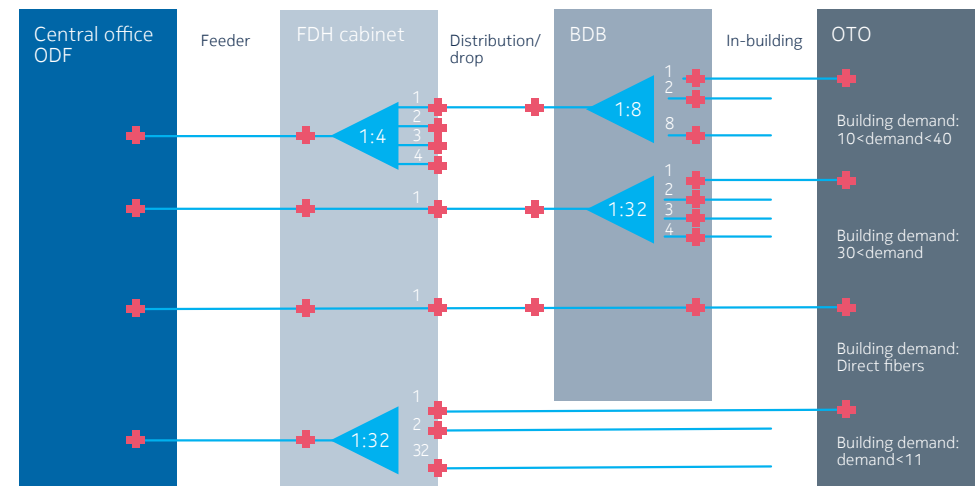 Central office
ODF
Feeder
FDH cabinet
Distribution/
drop
BDB
In-building
OTO
1
2
3
4
1:4
1
2
8
1:8
Building demand:
10<demand<40
1
1
2
3
4
1:32
Building demand:
30<demand
1
Building demand:
Direct fibers
1
2
32
1:32
Building demand:
demand<11